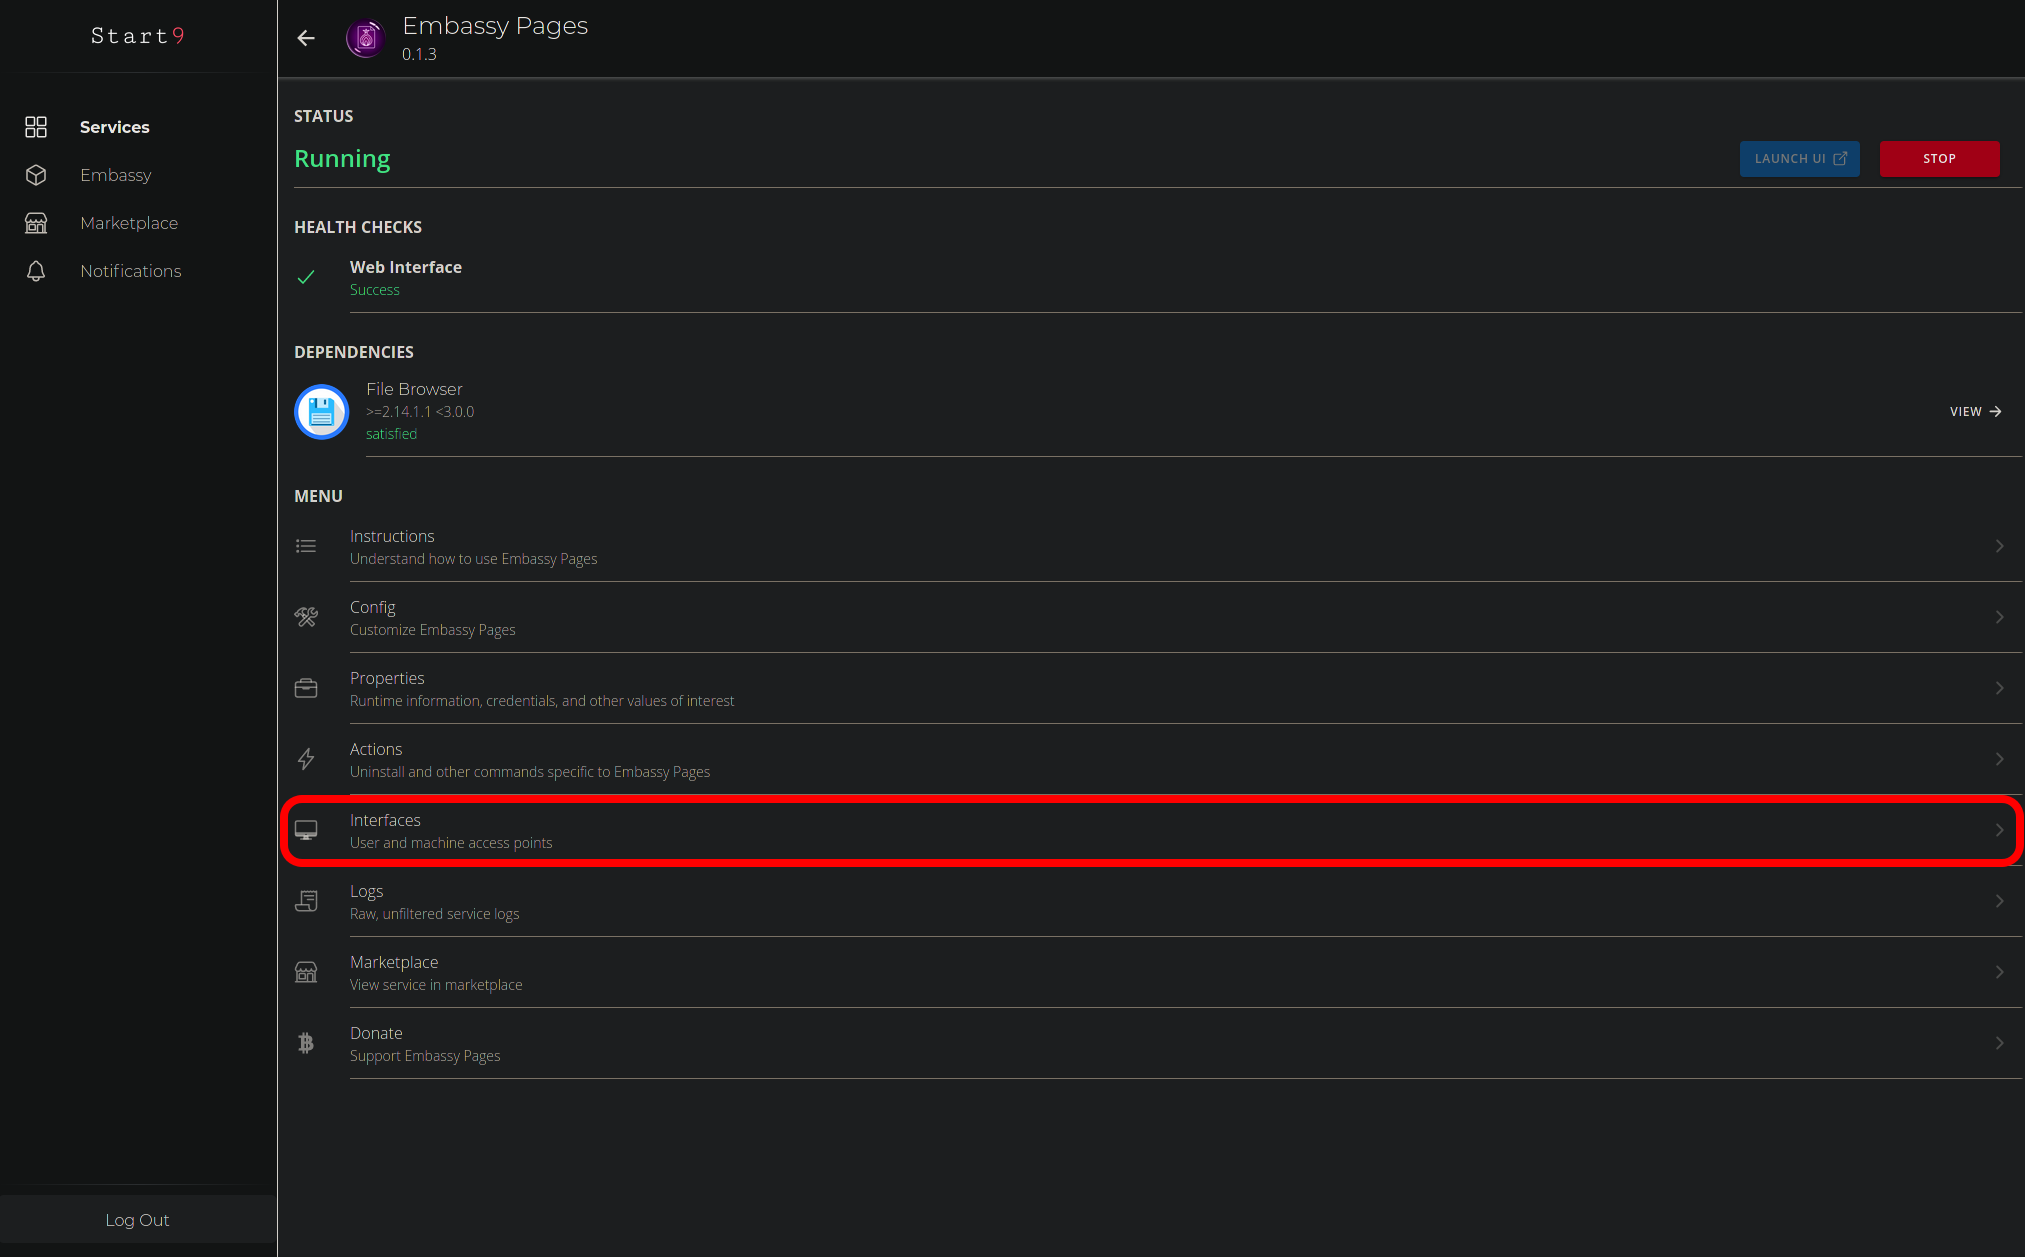 Start9
Services
Embassy
Marketplace
Notifications
Log Out
Embassy Pages
0.1.3
STATUS
Running
LAUNCH UI
STOP
HEALTH CHECKS
Web Interface
Success
DEPENDENCIES
File Browser
>=2.14.1.1 <3.0.0
satisfied
VIEW
MENU
Instructions
Understand how to use Embassy Pages
Config
Customize Embassy Pages
Properties
Runtime information, credentials, and other values of interest
Actions
Uninstall and other commands specific to Embassy Pages
Interfaces
User and machine access points
Logs
Raw, unfiltered service logs
Marketplace
View service in marketplace
Donate
Support Embassy Pages